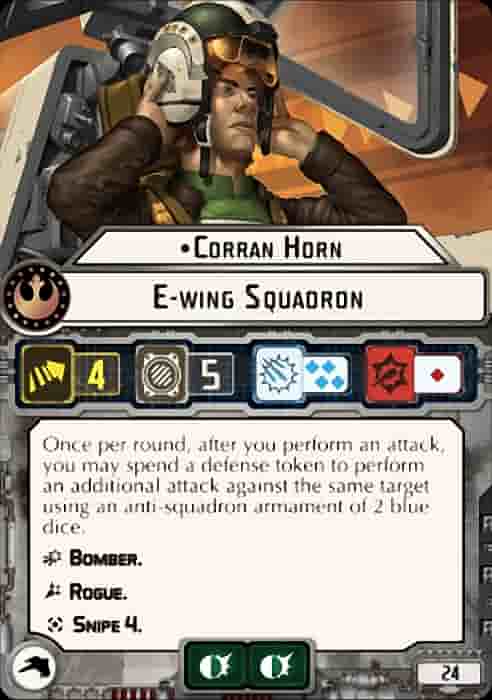 •Corran Horn
E-wing Squadron
4 5
Once per round, after you perform an attack,
you may spend a defense token to perform
an additional attack against the same target
using an anti-squadron armament of 2 blue
dice.
Bomber.
Rogue.
Snipe 4.
24